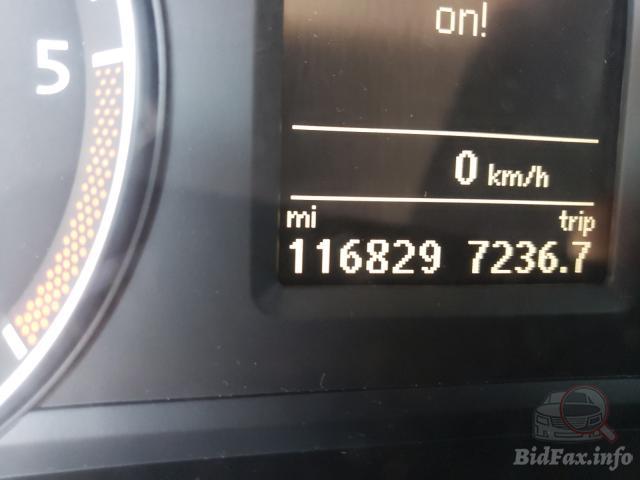 on!
5
0 km/h
mi trip
116829 7236.7
BidFax.info